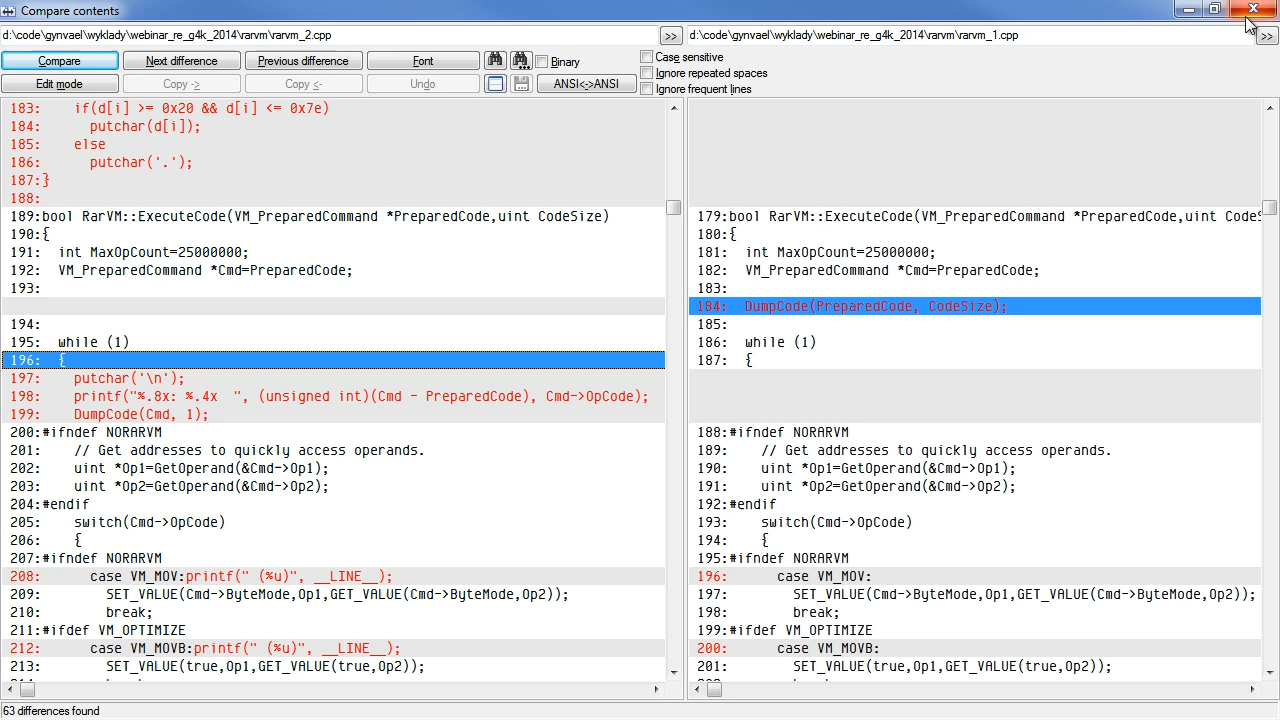 Compare contents
d:\code\gynvael\wyklady\webinar_re_g4k_2014\rarvm\rarvm_2.cpp >>
d:\code\gynvael\wyklady\webinar_re_g4k_2014\rarvm\rarvm_1.cpp >>
Compare Next difference Previous difference Font Binary
Edit mode Copy -> Copy <- Undo ANSI<->ANSI
Case sensitive
Ignore repeated spaces
Ignore frequent lines
183:    if(d[i] >= 0x20 && d[i] <= 0x7e)
184:      putchar(d[i]);
185:    else
186:      putchar('.');
187:}
188:
189:bool RarVM::ExecuteCode(VM_PreparedCommand *PreparedCode,uint CodeSize)
190:{
191:  int MaxOpCount=25000000;
192:  VM_PreparedCommand *Cmd=PreparedCode;
193:
194:
195:  while (1)
196:  {
197:    putchar('\n');
198:    printf("%.8x: %.4x  ", (unsigned int)(Cmd - PreparedCode), Cmd->OpCode);
199:    DumpCode(Cmd, 1);
200:#ifndef NORARVM
201:    // Get addresses to quickly access operands.
202:    uint *Op1=GetOperand(&Cmd->Op1);
203:    uint *Op2=GetOperand(&Cmd->Op2);
204:#endif
205:    switch(Cmd->OpCode)
206:    {
207:#ifndef NORARVM
208:      case VM_MOV:printf(" (%u)", __LINE__);
209:        SET_VALUE(Cmd->ByteMode,Op1,GET_VALUE(Cmd->ByteMode,Op2));
210:        break;
211:#ifdef VM_OPTIMIZE
212:      case VM_MOVB:printf(" (%u)", __LINE__);
213:        SET_VALUE(true,Op1,GET_VALUE(true,Op2));
179:bool RarVM::ExecuteCode(VM_PreparedCommand *PreparedCode,uint CodeS
180:{
181:  int MaxOpCount=25000000;
182:  VM_PreparedCommand *Cmd=PreparedCode;
183:
184:  DumpCode(PreparedCode, CodeSize);
185:
186:  while (1)
187:  {
188:#ifndef NORARVM
189:    // Get addresses to quickly access operands.
190:    uint *Op1=GetOperand(&Cmd->Op1);
191:    uint *Op2=GetOperand(&Cmd->Op2);
192:#endif
193:    switch(Cmd->OpCode)
194:    {
195:#ifndef NORARVM
196:      case VM_MOV:
197:        SET_VALUE(Cmd->ByteMode,Op1,GET_VALUE(Cmd->ByteMode,Op2));
198:        break;
199:#ifdef VM_OPTIMIZE
200:      case VM_MOVB:
201:        SET_VALUE(true,Op1,GET_VALUE(true,Op2));
63 differences found